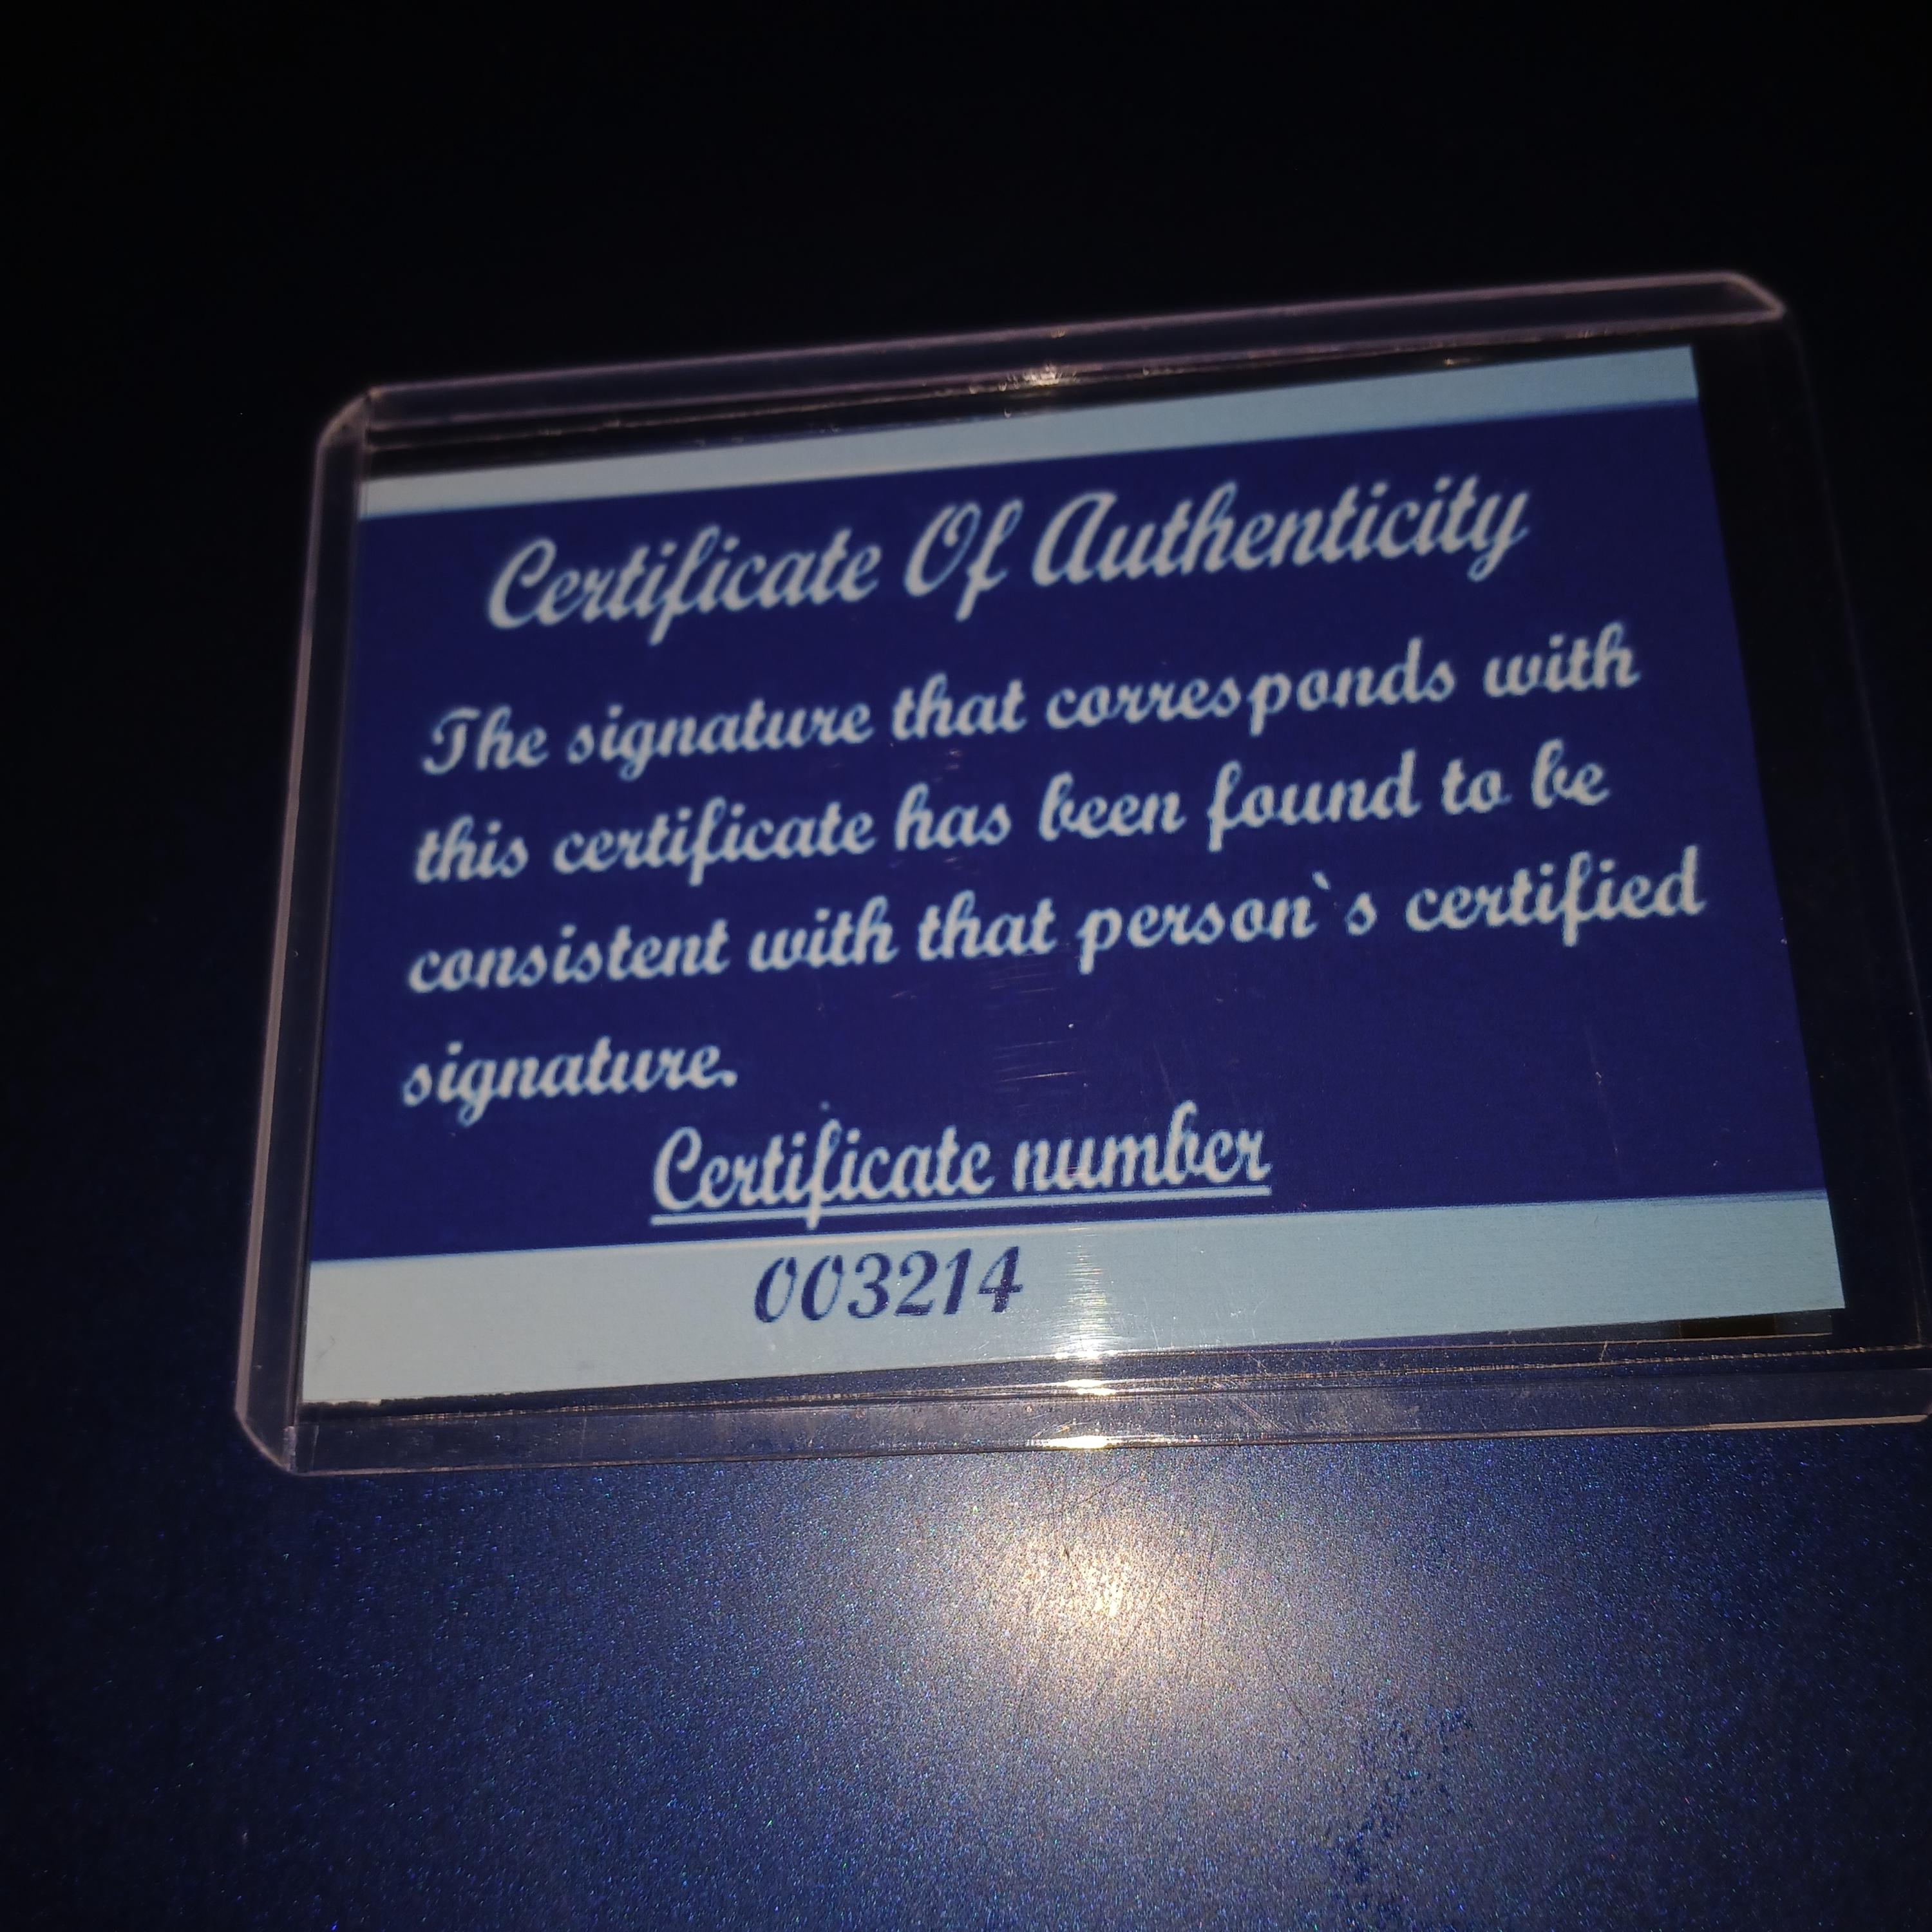 Certificate Of Authenticity
The signature that corresponds with
this certificate has been found to be
consistent with that person`s certified
signature.
Certificate number
003214